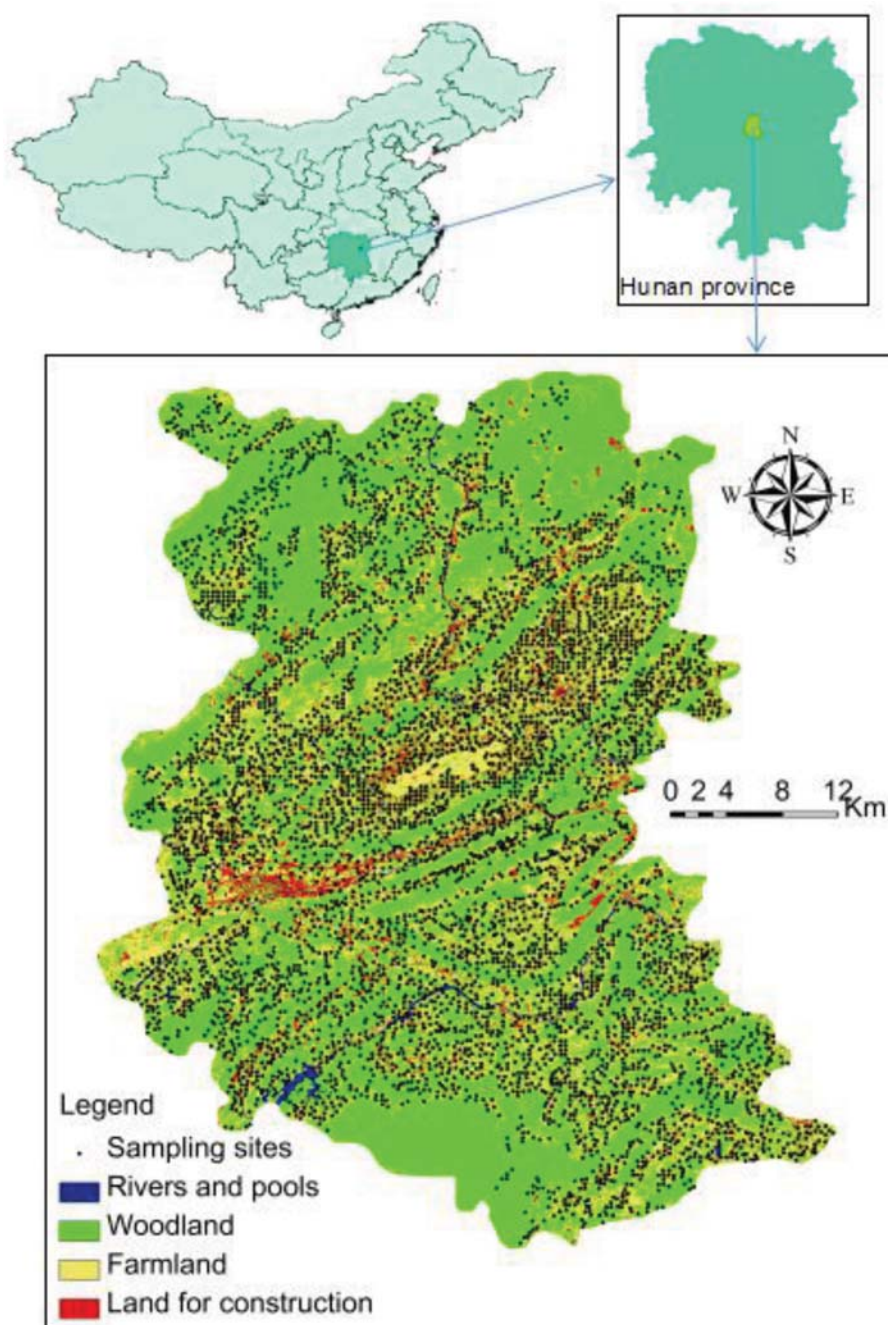 Hunan province
N
W E
S
0 2 4 8 12
Km
Legend
Sampling sites
Rivers and pools
Woodland
Farmland
Land for construction